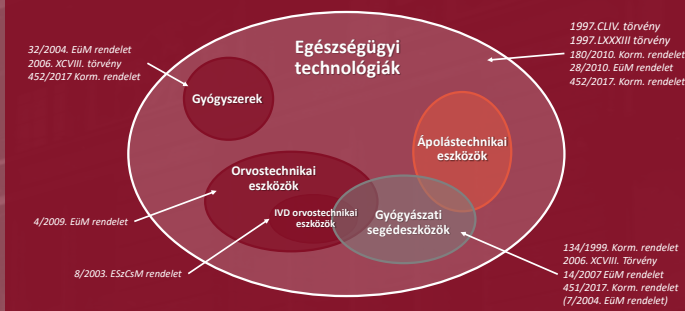 Egészségügyi
technológiák
32/2004. EüM rendelet
2006. XCVIII. törvény
452/2017 Korm. rendelet
1997.CLIV. törvény
1997.LXXXIII törvény
180/2010. Korm. rendelet
28/2010. EüM rendelet
452/2017. Korm. rendelet
Gyógyszerek
Ápolástechnikai
eszközök
Orvostechnikai
eszközök
IVD orvostechnikai
eszközök
Gyógyászati
segédeszközök
4/2009. EüM rendelet
8/2003. ESzCsM rendelet
134/1999. Korm. rendelet
2006. XCVIII. Törvény
14/2007 EüM rendelet
451/2017. Korm. rendelet
(7/2004. EüM rendelet)